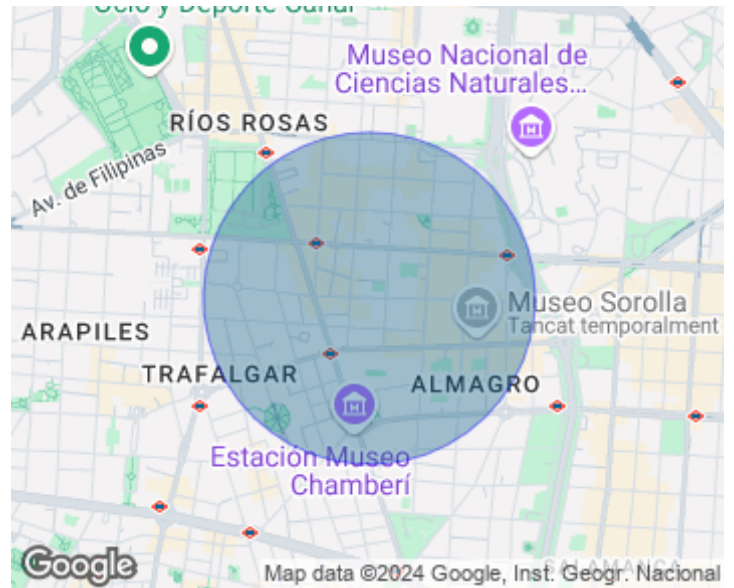 Ocio y Deporte Canal
Museo Nacional de
Ciencias Naturales...
RÍOS ROSAS
Av. de Filipinas
Museo Sorolla
Tancat temporalment
ARAPILES
TRAFALGAR
ALMAGRO
Estación Museo
Chamberí
SALAMANCA
Google
Map data ©2024 Google, Inst. Geogr. Nacional